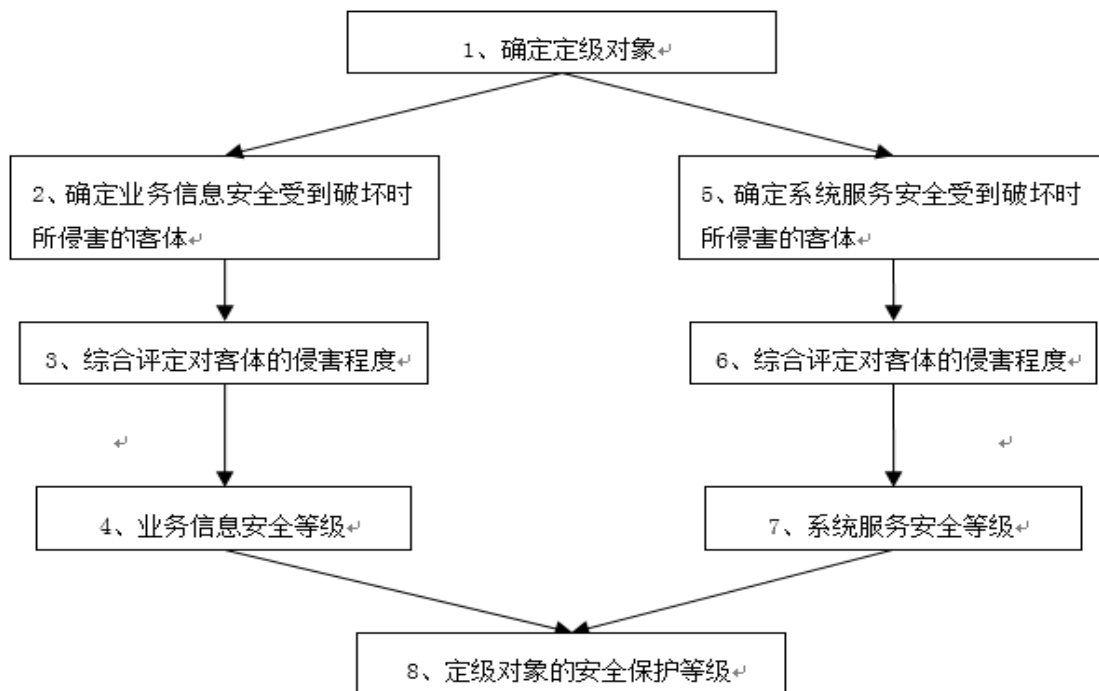 1、确定定级对象↵
2、确定业务信息安全受到破坏时
所侵害的客体↵
5、确定系统服务安全受到破坏时
所侵害的客体↵
3、综合评定对客体的侵害程度↵
6、综合评定对客体的侵害程度↵
↵
↵
4、业务信息安全等级↵
7、系统服务安全等级↵
8、定级对象的安全保护等级↵